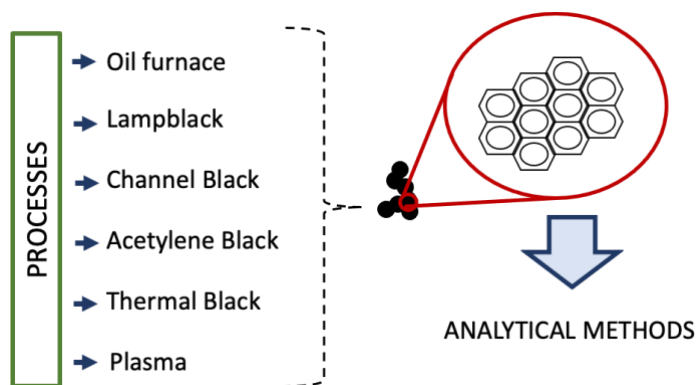 PROCESSES
Oil furnace
Lampblack
Channel Black
Acetylene Black
Thermal Black
Plasma
ANALYTICAL METHODS